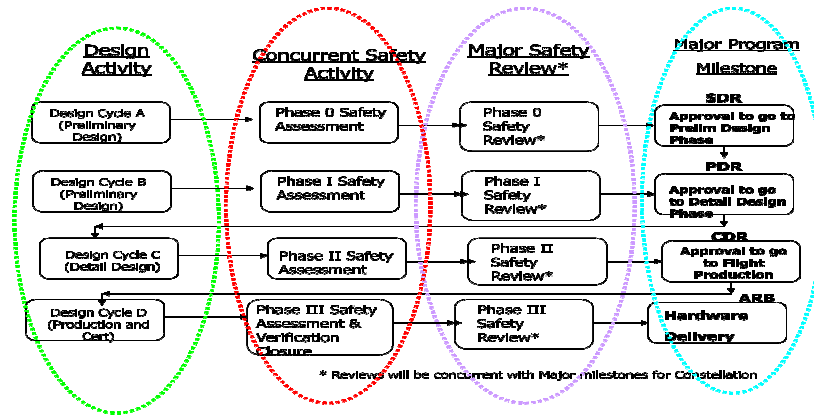 Design
Activity
Concurrent Safety
Activity
Major Safety
Review*
Major Program
Milestone
Design Cycle A
(Preliminary
Design)
Phase 0 Safety
Assessment
Phase 0
Safety
Review*
SDR
Approval to go to
Prelim Design
Phase
Design Cycle B
(Preliminary
Design)
Phase I Safety
Assessment
Phase I
Safety
Review*
PDR
Approval to go
to Detail Design
Phase
Design Cycle C
(Detail Design)
Phase II Safety
Assessment
Phase II
Safety
Review*
CDR
Approval to go
to Flight
Production
Design Cycle D
(Production and
Cert)
Phase III Safety
Assessment &
Verification
Closure
Phase III
Safety
Review*
ARB
Hardware
Delivery
* Reviews will be concurrent with Major milestones for Constellation